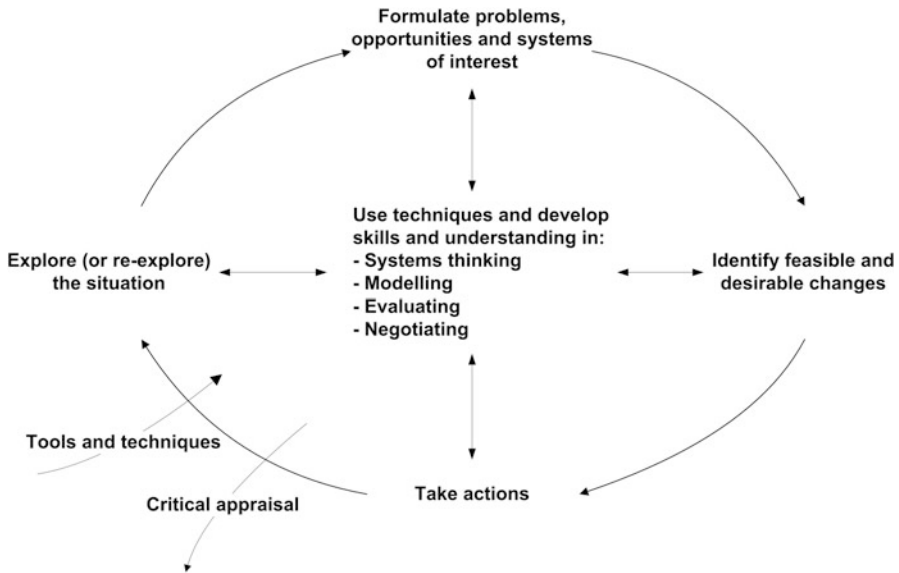 Formulate problems,
opportunities and systems
of interest
Use techniques and develop
skills and understanding in:
- Systems thinking
- Modelling
- Evaluating
- Negotiating
Explore (or re-explore)
the situation
Identify feasible and
desirable changes
Tools and techniques
Critical appraisal
Take actions